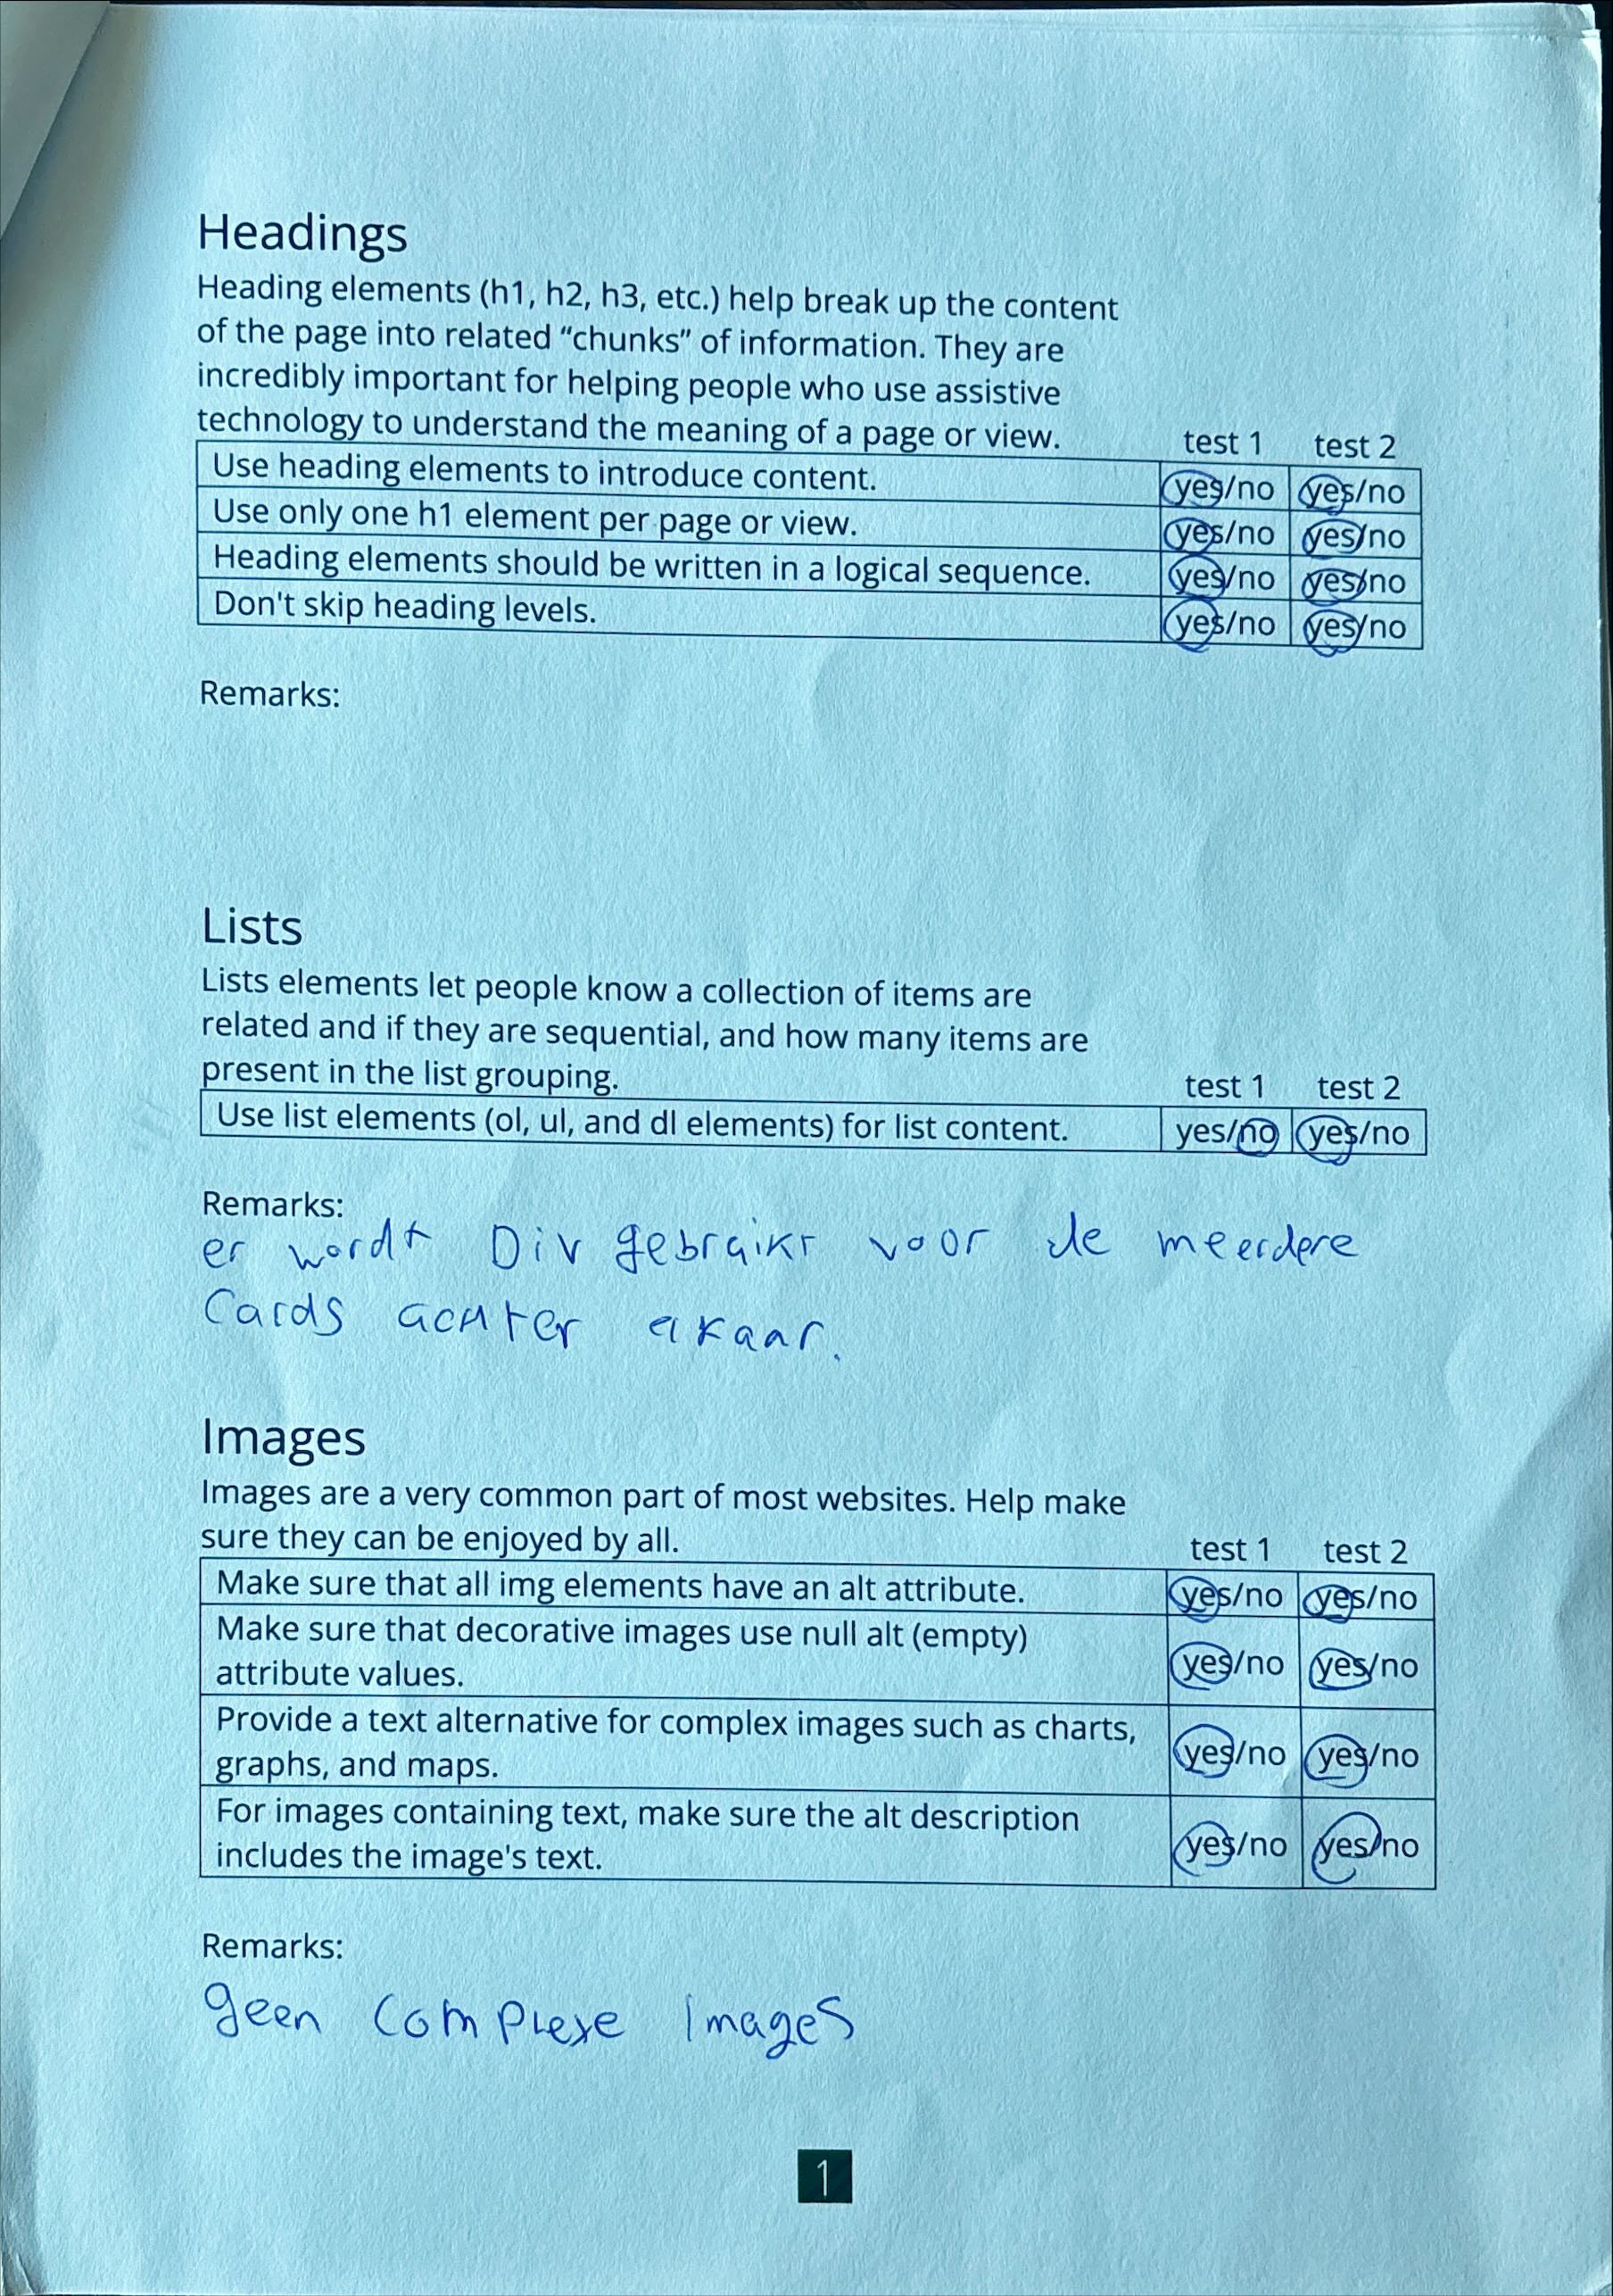 Headings
Heading elements (h1, h2, h3, etc.) help break up the content
of the page into related “chunks” of information. They are
incredibly important for helping people who use assistive
technology to understand the meaning of a page or view.
test 1 test 2
Use heading elements to introduce content. yes/no yes/no
Use only one h1 element per page or view. yes/no yes/no
Heading elements should be written in a logical sequence. yes/no yes/no
Don't skip heading levels. yes/no yes/no
Remarks:
Lists
Lists elements let people know a collection of items are
related and if they are sequential, and how many items are
present in the list grouping.
test 1 test 2
Use list elements (ol, ul, and dl elements) for list content. yes/no yes/no
Remarks:
er wordt Div gebraikt voor de meerdere
Cards achter elkaar.
Images
Images are a very common part of most websites. Help make
sure they can be enjoyed by all.
test 1 test 2
Make sure that all img elements have an alt attribute. yes/no yes/no
Make sure that decorative images use null alt (empty)
attribute values. yes/no yes/no
Provide a text alternative for complex images such as charts,
graphs, and maps. yes/no yes/no
For images containing text, make sure the alt description
includes the image's text. yes/no yes/no
Remarks:
geen complexe Images
1